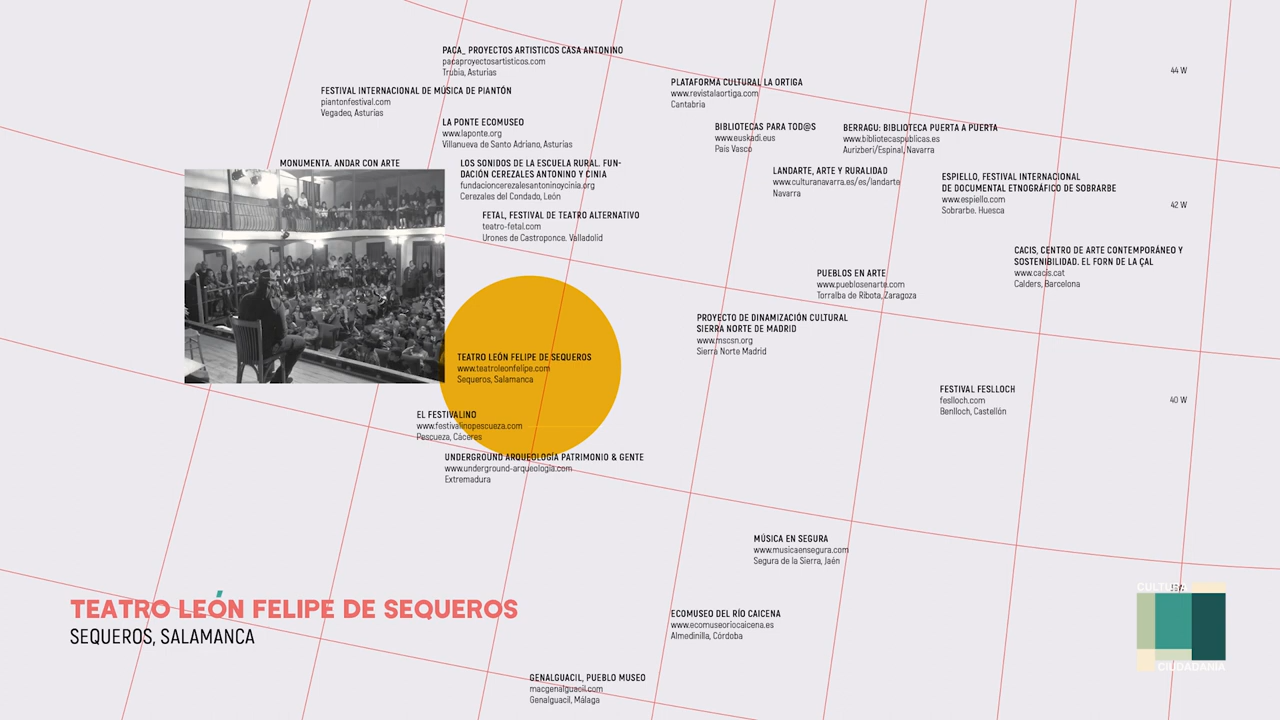 PACA_ PROYECTOS ARTISTICOS CASA ANTONINO
pacaproyectosartisticos.com
Trubia, Asturias
FESTIVAL INTERNACIONAL DE MÚSICA DE PIANTÓN
piantonfestival.com
Vegadeo, Asturias
LA PONTE ECOMUSEO
www.laponte.org
Villanueva de Santo Adriano, Asturias
PLATAFORMA CULTURAL LA ORTIGA
www.revistalaortiga.com
Cantabria
44 W
BIBLIOTECAS PARA TOD@S
www.euskadi.eus
País Vasco
BERRAGU: BIBLIOTECA PUERTA A PUERTA
www.bibliotecaspublicas.es
Aurizberi/Espinal, Navarra
MONUMENTA. ANDAR CON ARTE
LOS SONIDOS DE LA ESCUELA RURAL. FUN-
DACIÓN CEREZALES ANTONINO Y CINIA
fundacioncerezalesantoninoycinia.org
Cerezales del Condado, León
LANDARTE, ARTE Y RURALIDAD
www.culturanavarra.es/es/landarte
Navarra
ESPIELLO, FESTIVAL INTERNACIONAL
DE DOCUMENTAL ETNOGRÁFICO DE SOBRARBE
www.espiello.com
Sobrarbe. Huesca
42 W
FETAL, FESTIVAL DE TEATRO ALTERNATIVO
teatro-fetal.com
Urones de Castroponce. Valladolid
CACIS, CENTRO DE ARTE CONTEMPORÁNEO Y
SOSTENIBILIDAD. EL FORN DE LA ÇAL
www.cacis.cat
Calders, Barcelona
PUEBLOS EN ARTE
www.pueblosenarte.com
Torralba de Ribota, Zaragoza
PROYECTO DE DINAMIZACIÓN CULTURAL
SIERRA NORTE DE MADRID
www.mscsn.org
Sierra Norte Madrid
TEATRO LEÓN FELIPE DE SEQUEROS
www.teatroleonfelipe.com
Sequeros, Salamanca
FESTIVAL FESLLOCH
feslloch.com
Benlloch, Castellón
40 W
EL FESTIVALINO
www.festivalinopescueza.com
Pescueza, Cáceres
UNDERGROUND ARQUEOLOGÍA PATRIMONIO & GENTE
www.underground-arqueologia.com
Extremadura
MÚSICA EN SEGURA
www.musicaensegura.com
Segura de la Sierra, Jaén
TEATRO LEÓN FELIPE DE SEQUEROS
SEQUEROS, SALAMANCA
ECOMUSEO DEL RÍO CAICENA
www.ecomuseoriocaicena.es
Almedinilla, Córdoba
CULTURA
CIUDADANÍA
GENALGUACIL, PUEBLO MUSEO
macgenalguacil.com
Genalguacil, Málaga